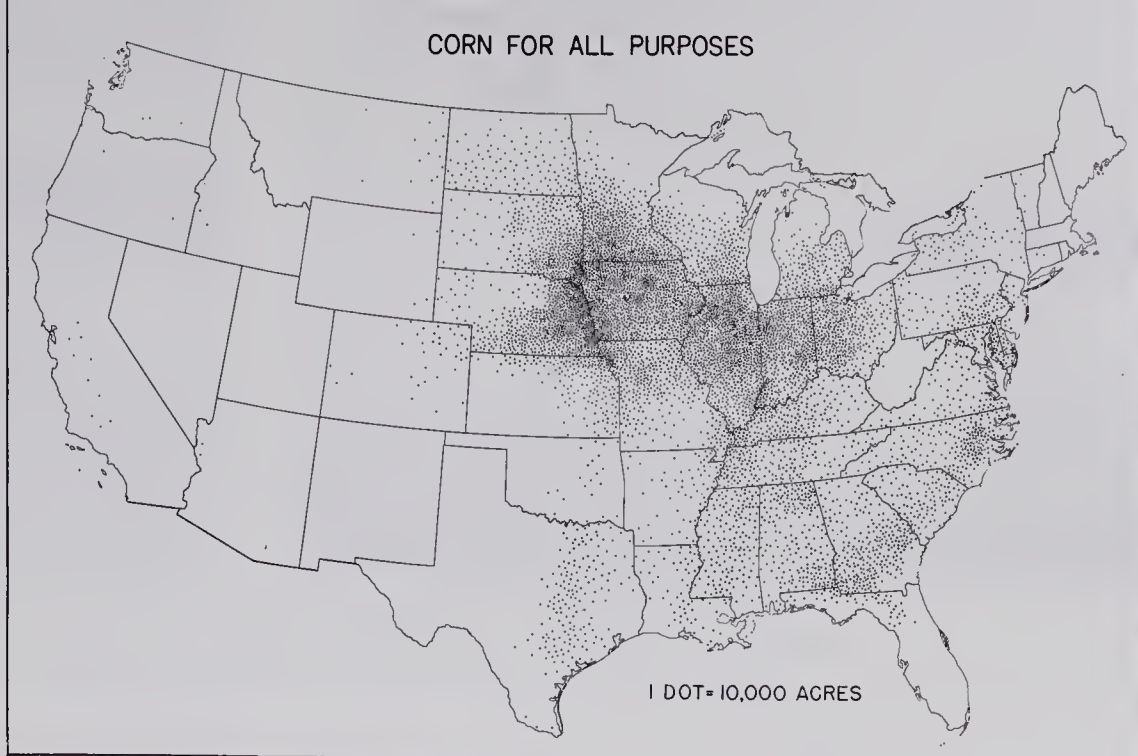 CORN FOR ALL PURPOSES
1 DOT= 10,000 ACRES